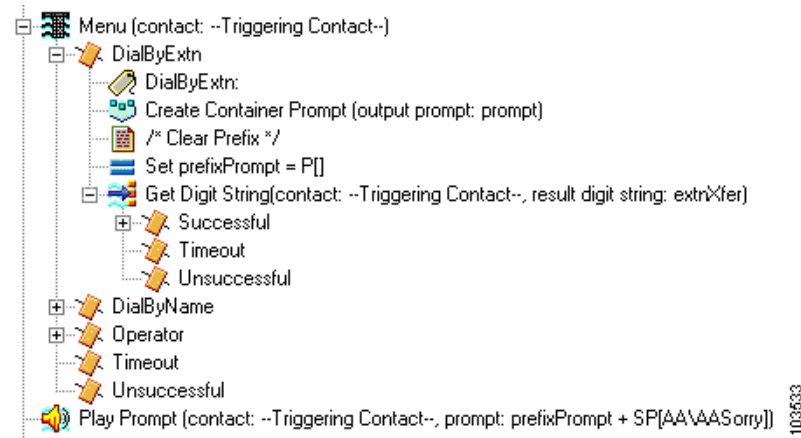 Menu (contact: --Triggering Contact--)
DialByExtn
DialByExtn:
Create Container Prompt (output prompt: prompt)
/* Clear Prefix */
Set prefixPrompt = P[]
Get Digit String(contact: --Triggering Contact--, result digit string: extnXfer)
Successful
Timeout
Unsuccessful
DialByName
Operator
Timeout
Unsuccessful
Play Prompt (contact: --Triggering Contact--, prompt: prefixPrompt + SP[AA\AASorry])
103533